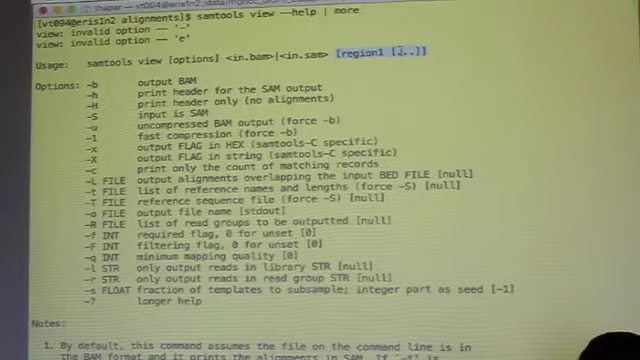 [vt094@eris1n2 alignments]$ samtools view --help | more
view: invalid option -- '-'
view: invalid option -- 'e'
Usage: samtools view [options] <in.bam>|<in.sam> [region1 [...]]
Options: -b output BAM
-h print header for the SAM output
-H print header only (no alignments)
-S input is SAM
-u uncompressed BAM output (force -b)
-1 fast compression (force -b)
-x output FLAG in HEX (samtools-C specific)
-X output FLAG in string (samtools-C specific)
-c print only the count of matching records
-L FILE output alignments overlapping the input BED FILE [null]
-t FILE list of reference names and lengths (force -S) [null]
-T FILE reference sequence file (force -S) [null]
-o FILE output file name [stdout]
-R FILE list of read groups to be outputted [null]
-f INT required flag, 0 for unset [0]
-F INT filtering flag, 0 for unset [0]
-q INT minimum mapping quality [0]
-l STR only output reads in library STR [null]
-r STR only output reads in read group STR [null]
-s FLOAT fraction of templates to subsample; integer part as seed [-1]
-? longer help
Notes:
1. By default, this command assumes the file on the command line is in
the BAM format and it prints the alignments in SAM. If '-t' is